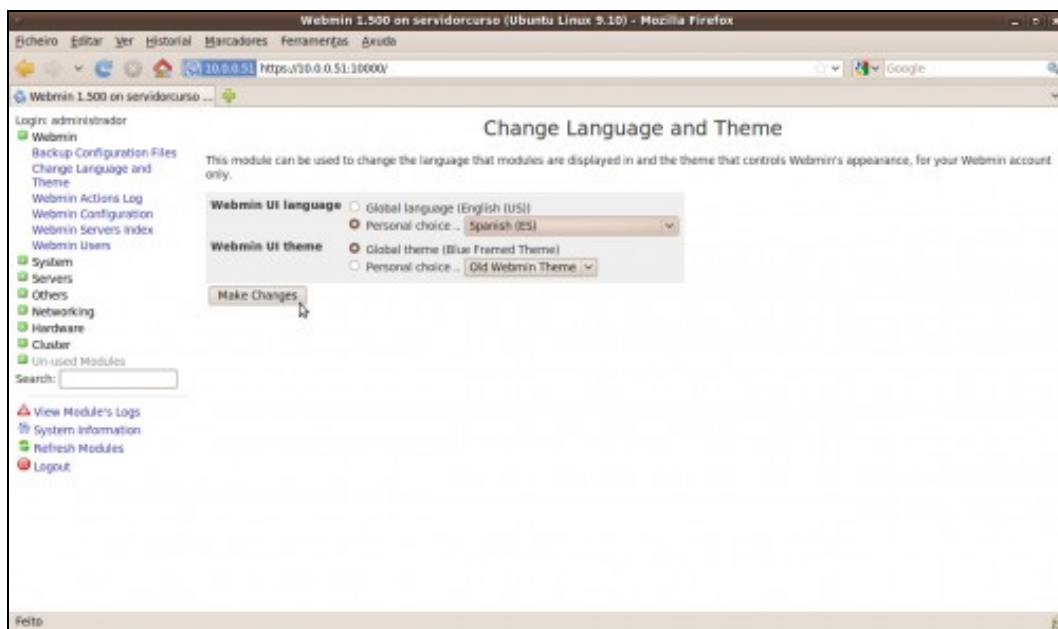 Webmin 1.500 on servidorcurso (Ubuntu Linux 9.10) - Mozilla Firefox
Ficheiro Editar Ver Historial Marcadores Ferramentas Axuda
10.0.0.51 https://10.0.0.51:10000/ Google
Webmin 1.500 on servidorcurso ...
Login: administrador
Webmin
Backup Configuration Files
Change Language and
Theme
Webmin Actions Log
Webmin Configuration
Webmin Servers Index
Webmin Users
System
Servers
Others
Networking
Hardware
Cluster
Un-used Modules
Search:
View Module's Logs
System Information
Refresh Modules
Logout
Change Language and Theme
This module can be used to change the language that modules are displayed in and the theme that controls Webmin's appearance, for your Webmin account
only.
Webmin UI language Global language (English (US))
Personal choice .. Spanish (ES)
Webmin UI theme Global theme (Blue Framed Theme)
Personal choice .. Old Webmin Theme
Make Changes
Feito